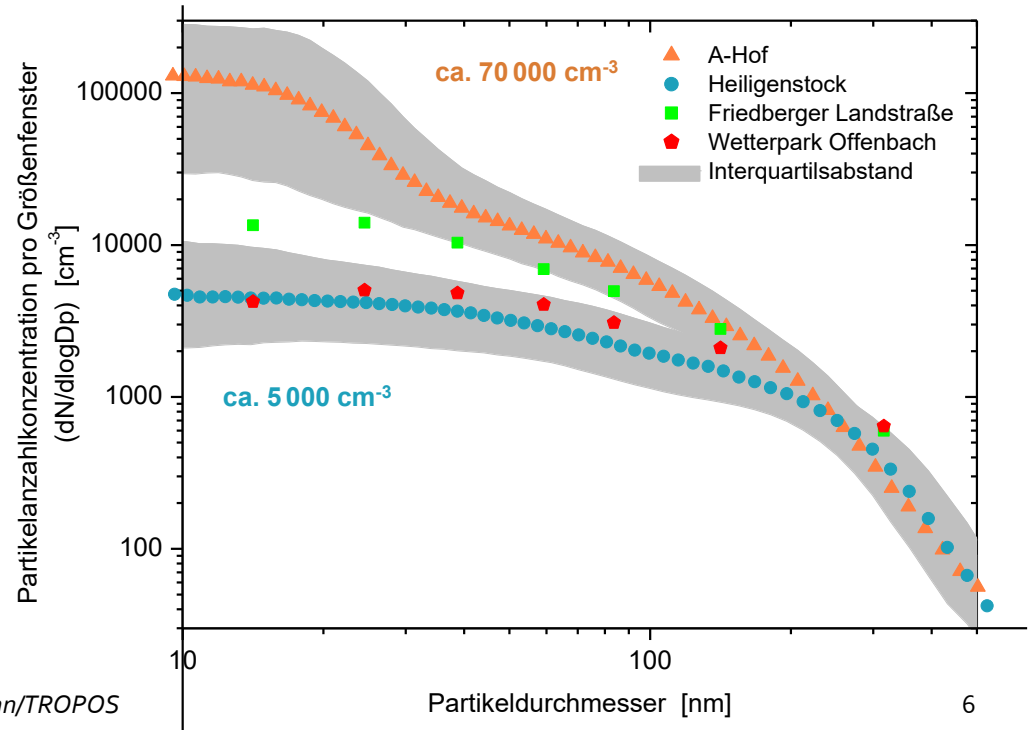 Partikelanzahlkonzentration pro Größenfenster
(dN/dlogDp) [cm-3]
100000
10000
1000
100
ca. 70 000 cm-3
A-Hof
Heiligenstock
Friedberger Landstraße
Wetterpark Offenbach
Interquartilsabstand
ca. 5 000 cm-3
10
100
n/TROPOS
Partikeldurchmesser [nm]
6